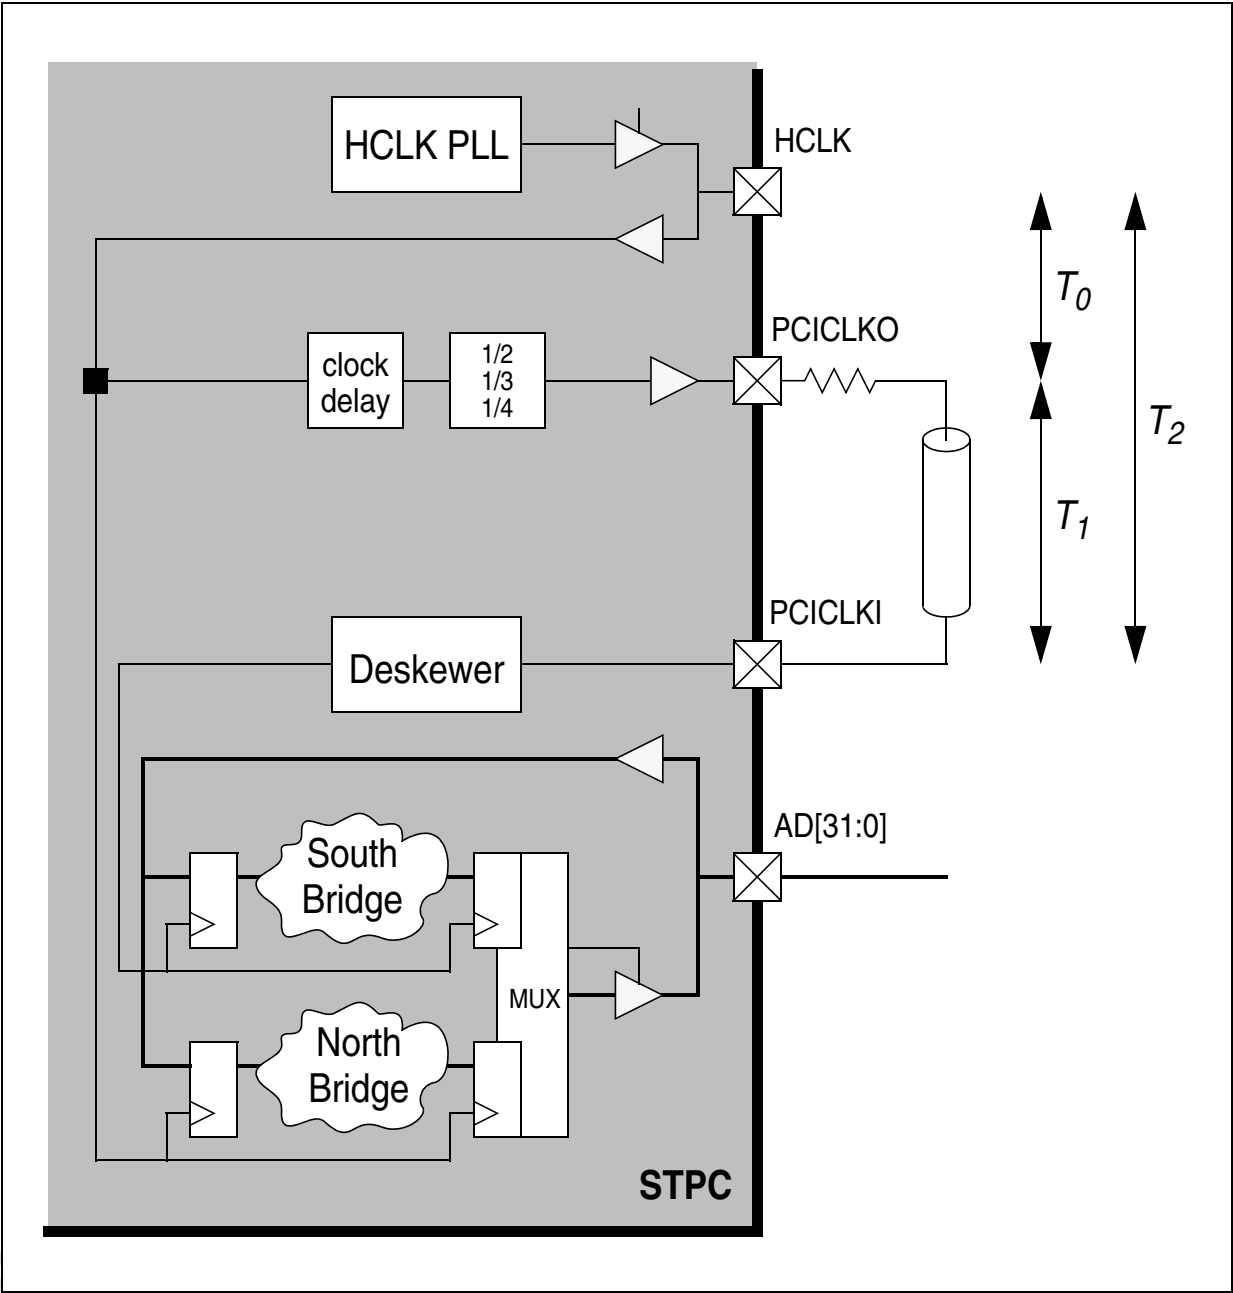 HCLK PLL
HCLK
T0
PCICLKO
clock
delay
1/2
1/3
1/4
T2
T1
PCICLKI
Deskewer
AD[31:0]
South
Bridge
MUX
North
Bridge
STPC